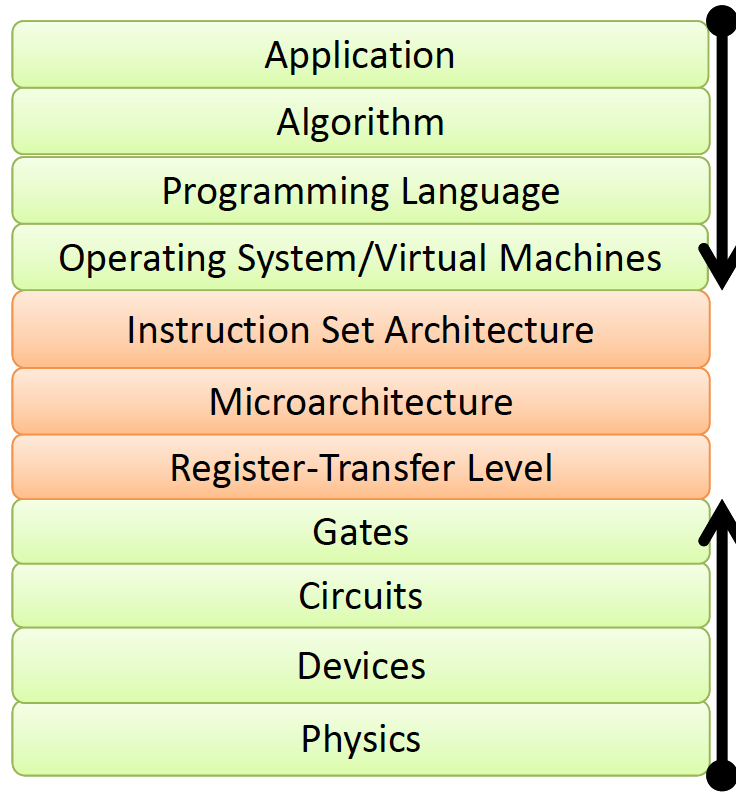 Application
Algorithm
Programming Language
Operating System/Virtual Machines
Instruction Set Architecture
Microarchitecture
Register-Transfer Level
Gates
Circuits
Devices
Physics